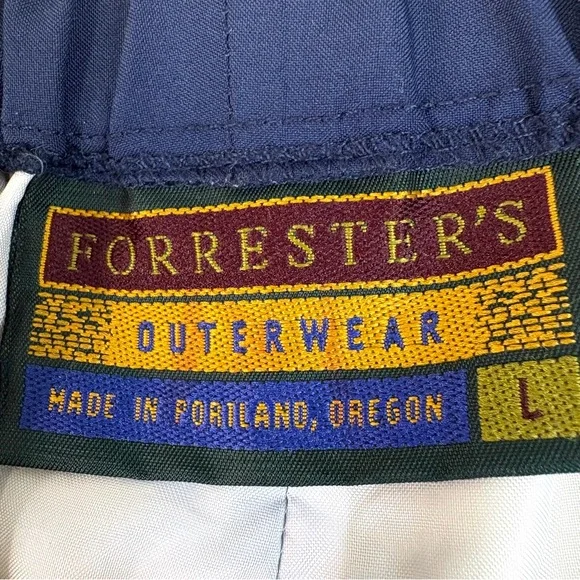 FORRESTER'S
OUTERWEAR
MADE IN PORTLAND, OREGON L